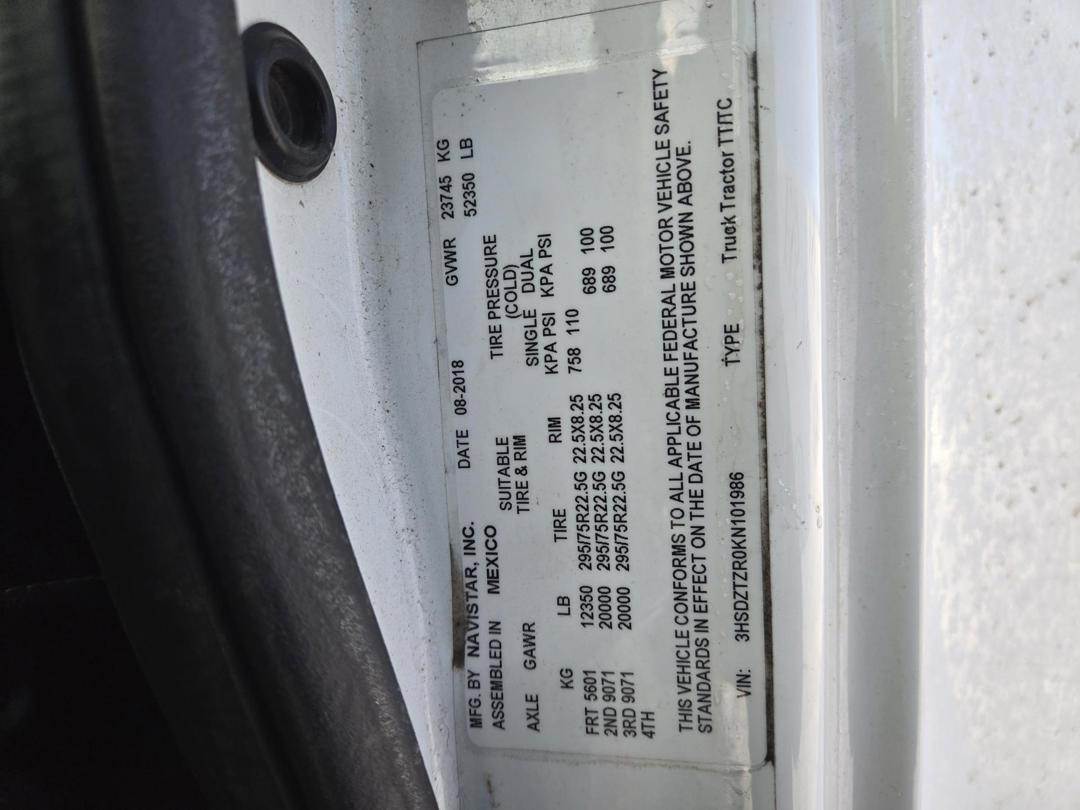 MFG. BY NAVISTAR, INC. DATE 08-2018 GVWR 23745 KG
ASSEMBLED IN MEXICO 52350 LB
SUITABLE TIRE PRESSURE
TIRE & RIM (COLD)
AXLE GAWR SINGLE DUAL
KG LB TIRE RIM KPA PSI KPA PSI
FRT 5601 12350 295/75R22.5G 22.5X8.25 758 110
2ND 9071 20000 295/75R22.5G 22.5X8.25 689 100
3RD 9071 20000 295/75R22.5G 22.5X8.25 689 100
4TH
THIS VEHICLE CONFORMS TO ALL APPLICABLE FEDERAL MOTOR VEHICLE SAFETY
STANDARDS IN EFFECT ON THE DATE OF MANUFACTURE SHOWN ABOVE.
VIN: 3HSDZTZR0KN101986 TYPE Truck Tractor TT/TC